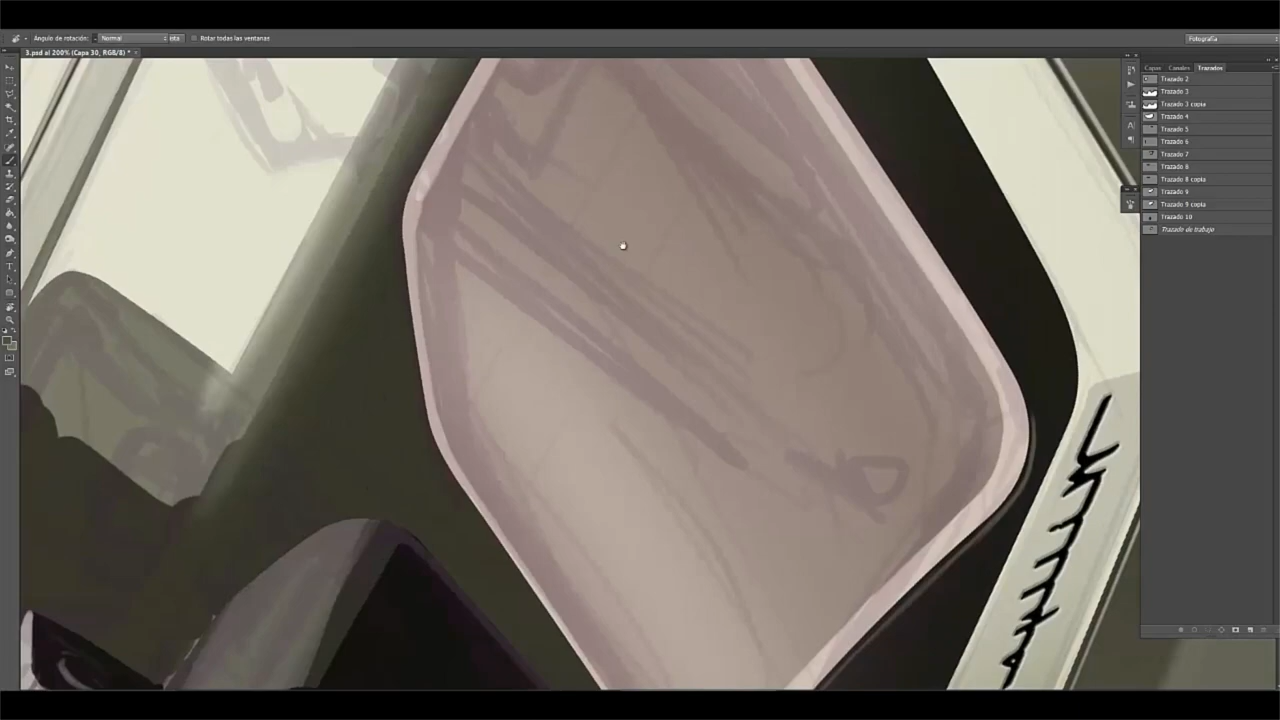 Ángulo de rotación: Normal Rotar todas las ventanas Fotografía
3.psd al 200% (Capa 30, RGB/8) *
Capas Canales Trazados
Trazado 2
Trazado 3
Trazado 3 copia
Trazado 4
Trazado 5
Trazado 6
Trazado 7
Trazado 8
Trazado 8 copia
Trazado 9
Trazado 9 copia
Trazado 10
Trazado de trabajo